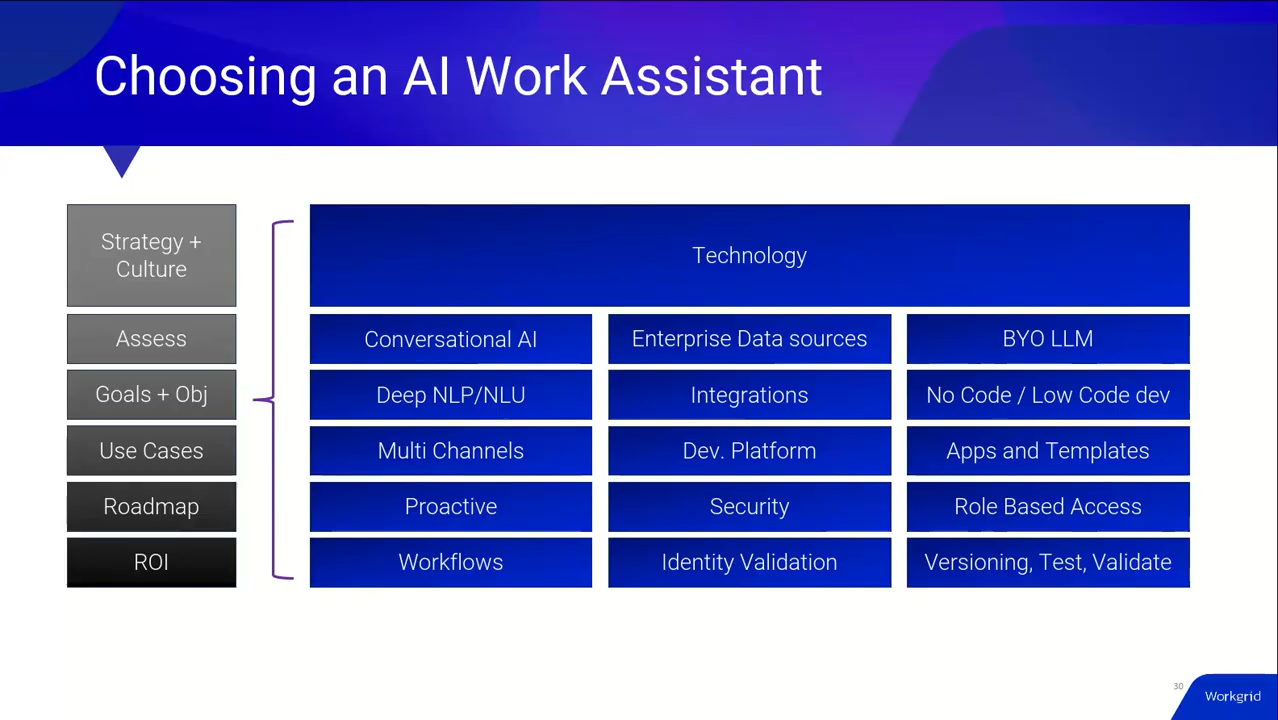 Choosing an AI Work Assistant
Strategy +
Culture
Assess
Goals + Obj
Use Cases
Roadmap
ROI
Technology
Conversational AI
Enterprise Data sources
BYO LLM
Deep NLP/NLU
Integrations
No Code / Low Code dev
Multi Channels
Dev. Platform
Apps and Templates
Proactive
Security
Role Based Access
Workflows
Identity Validation
Versioning, Test, Validate
30
Workgrid